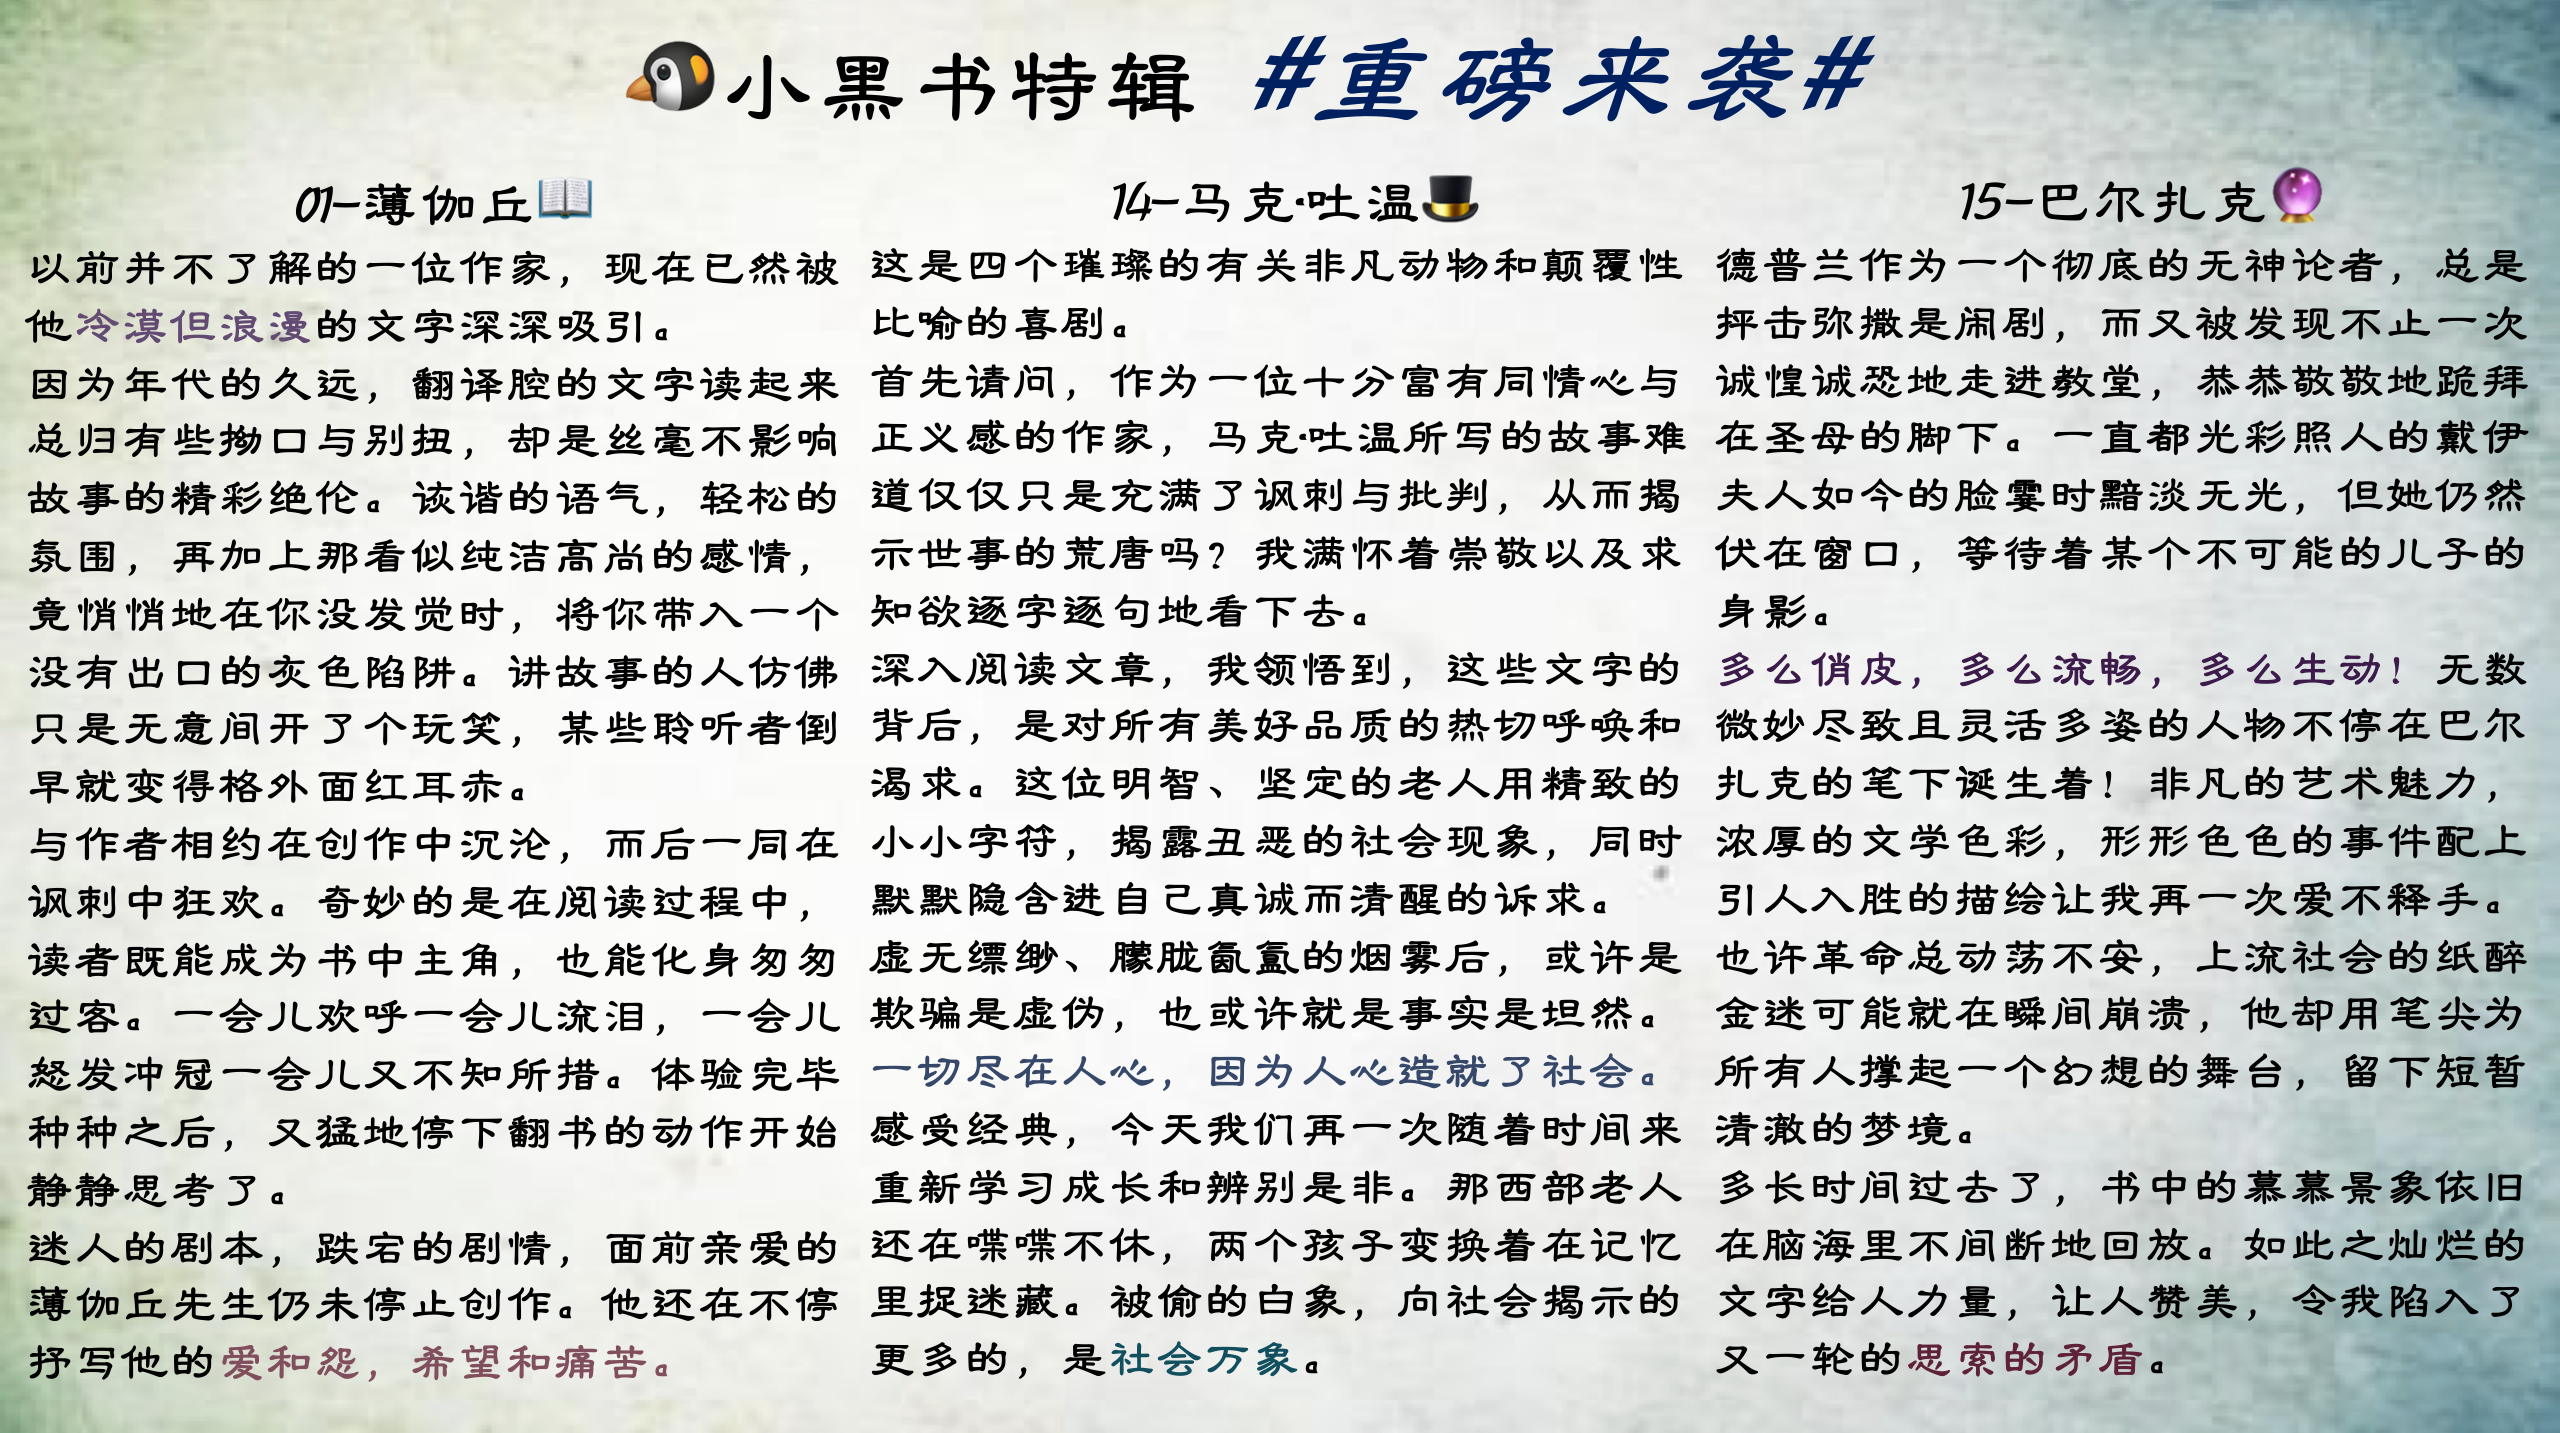 🐧小黑书特辑 #重磅来袭#
01-薄伽丘📖
以前并不了解的一位作家，现在已然被
他冷漠但浪漫的文字深深吸引。
因为年代的久远，翻译腔的文字读起来
总归有些拗口与别扭，却是丝毫不影响
故事的精彩绝伦。诙谐的语气，轻松的
氛围，再加上那看似纯洁高尚的感情，
竟悄悄地在你没发觉时，将你带入一个
没有出口的灰色陷阱。讲故事的人仿佛
只是无意间开了个玩笑，某些聆听者倒
早就变得格外面红耳赤。
与作者相约在创作中沉沦，而后一同在
讽刺中狂欢。奇妙的是在阅读过程中，
读者既能成为书中主角，也能化身匆匆
过客。一会儿欢呼一会儿流泪，一会儿
怒发冲冠一会儿又不知所措。体验完毕
种种之后，又猛地停下翻书的动作开始
静静思考了。
迷人的剧本，跌宕的剧情，面前亲爱的
薄伽丘先生仍未停止创作。他还在不停
抒写他的爱和怨，希望和痛苦。
14-马克·吐温🎩
这是四个璀璨的有关非凡动物和颠覆性
比喻的喜剧。
首先请问，作为一位十分富有同情心与
正义感的作家，马克·吐温所写的故事难
道仅仅只是充满了讽刺与批判，从而揭
示世事的荒唐吗？我满怀着崇敬以及求
知欲逐字逐句地看下去。
深入阅读文章，我领悟到，这些文字的
背后，是对所有美好品质的热切呼唤和
渴求。这位明智、坚定的老人用精致的
小小字符，揭露丑恶的社会现象，同时
默默隐含进自己真诚而清醒的诉求。
虚无缥缈、朦胧氤氲的烟雾后，或许是
欺骗是虚伪，也或许就是事实是坦然。
一切尽在人心，因为人心造就了社会。
感受经典，今天我们再一次随着时间来
重新学习成长和辨别是非。那西部老人
还在喋喋不休，两个孩子变换着在记忆
里捉迷藏。被偷的白象，向社会揭示的
更多的，是社会万象。
15-巴尔扎克🔮
德普兰作为一个彻底的无神论者，总是
抨击弥撒是闹剧，而又被发现不止一次
诚惶诚恐地走进教堂，恭恭敬敬地跪拜
在圣母的脚下。一直都光彩照人的戴伊
夫人如今的脸霎时黯淡无光，但她仍然
伏在窗口，等待着某个不可能的儿子的
身影。
多么俏皮，多么流畅，多么生动！无数
微妙尽致且灵活多姿的人物不停在巴尔
扎克的笔下诞生着！非凡的艺术魅力，
浓厚的文学色彩，形形色色的事件配上
引人入胜的描绘让我再一次爱不释手。
也许革命总动荡不安，上流社会的纸醉
金迷可能就在瞬间崩溃，他却用笔尖为
所有人撑起一个幻想的舞台，留下短暂
清澈的梦境。
多长时间过去了，书中的慕慕景象依旧
在脑海里不间断地回放。如此之灿烂的
文字给人力量，让人赞美，令我陷入了
又一轮的思索的矛盾。